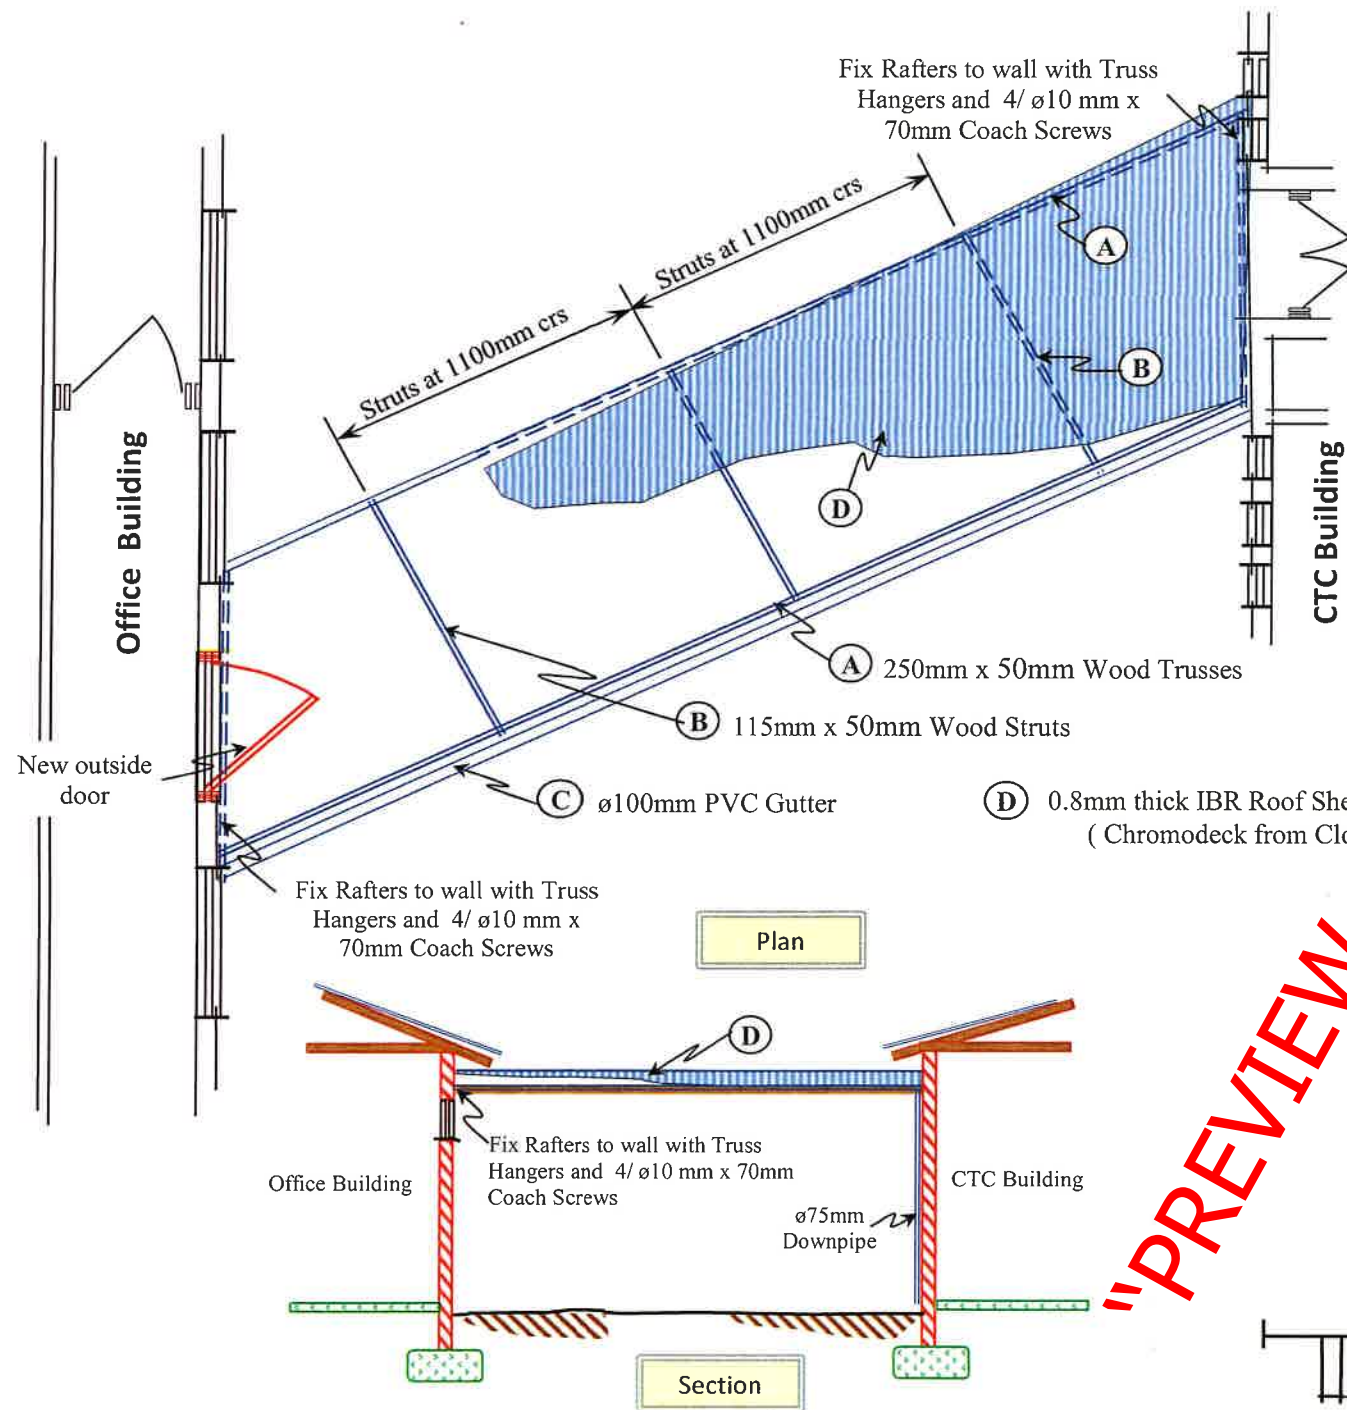 Fix Rafters to wall with Truss
Hangers and 4/ ø10 mm x
70mm Coach Screws
Struts at 1100mm crs
Struts at 1100mm crs
A
B
D
Office Building
CTC Building
A 250mm x 50mm Wood Trusses
B 115mm x 50mm Wood Struts
New outside
door
C ø100mm PVC Gutter
D 0.8mm thick IBR Roof She
( Chromodeck from Clo
Fix Rafters to wall with Truss
Hangers and 4/ ø10 mm x
70mm Coach Screws
Plan
"PREVIEW
D
Fix Rafters to wall with Truss
Hangers and 4/ ø10 mm x 70mm
Coach Screws
Office Building
CTC Building
ø75mm
Downpipe
Section